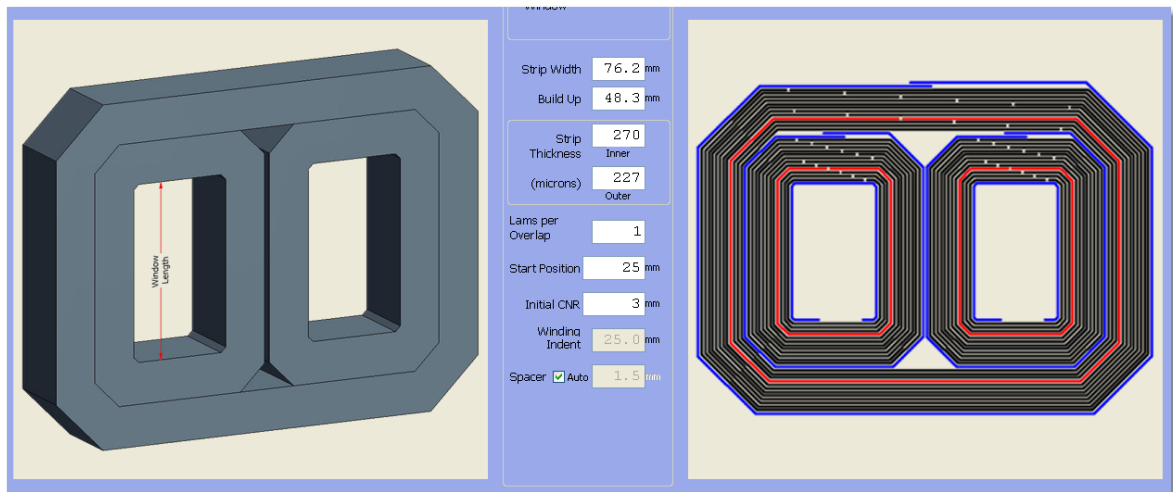 Window
Strip Width 76.2 mm
Build Up 48.3 mm
Strip 270
Thickness Inner
(microns) 227
Outer
Lams per
Overlap 1
Start Position 25 mm
Initial CNR 3 mm
Winding
Indent 25.0 mm
Spacer Auto 1.5 mm
Window
Length